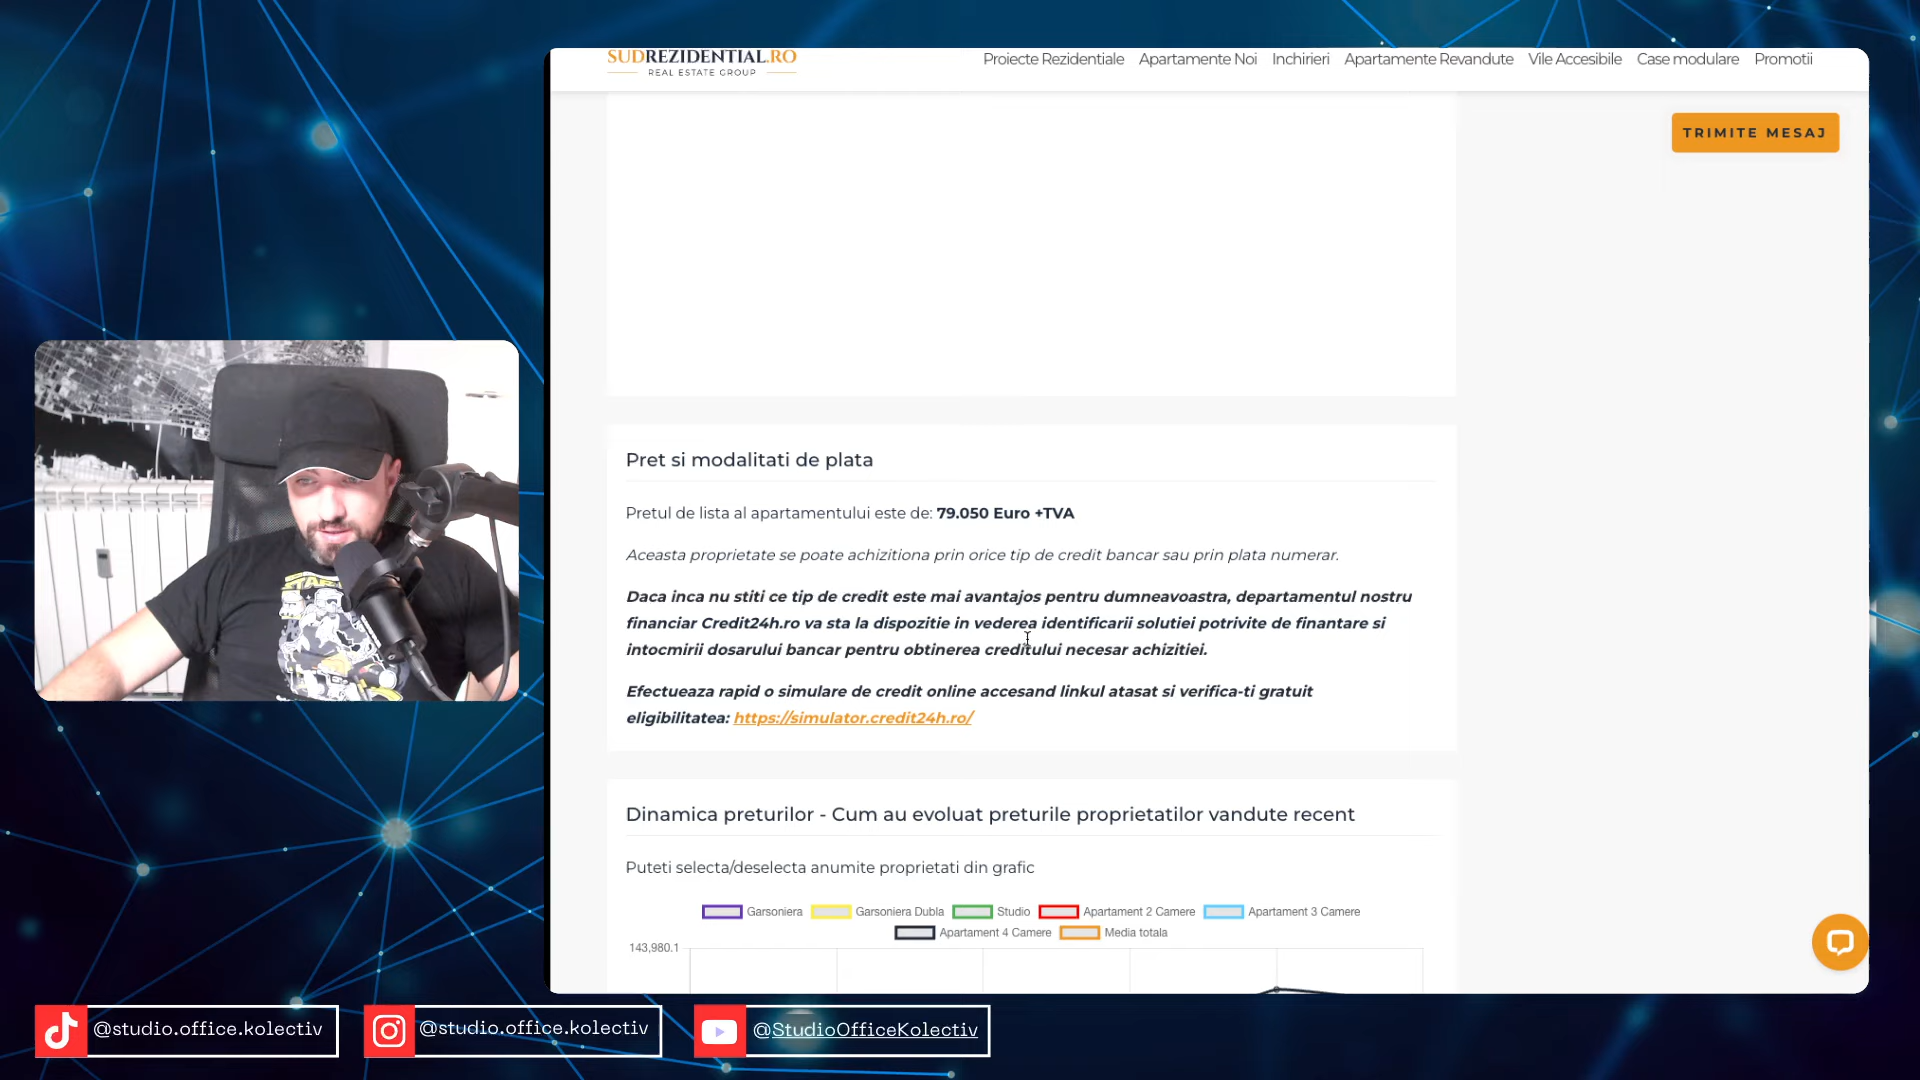 SUDREZIDENTIAL.RO
REAL ESTATE GROUP
Proiecte Rezidentiale Apartamente Noi Inchirieri Apartamente Revandute Vile Accesibile Case modulare Promotii
TRIMITE MESAJ
Pret si modalitati de plata
Pretul de lista al apartamentului este de: 79.050 Euro +TVA
Aceasta proprietate se poate achizitiona prin orice tip de credit bancar sau prin plata numerar.
Daca inca nu stiti ce tip de credit este mai avantajos pentru dumneavoastra, departamentul nostru
financiar Credit24h.ro va sta la dispozitie in vederea identificarii solutiei potrivite de finantare si
intocmirii dosarului bancar pentru obtinerea creditului necesar achizitiei.
Efectueaza rapid o simulare de credit online accesand linkul atasat si verifica-ti gratuit
eligibilitatea: https://simulator.credit24h.ro/
Dinamica preturilor - Cum au evoluat preturile proprietatilor vandute recent
Puteti selecta/deselecta anumite proprietati din grafic
Garsoniera Garsoniera Dubla Studio Apartament 2 Camere Apartament 3 Camere
Apartament 4 Camere Media totala
143,980.1
@studio.office.kolectiv
@studio.office.kolectiv
@StudioOfficeKolectiv